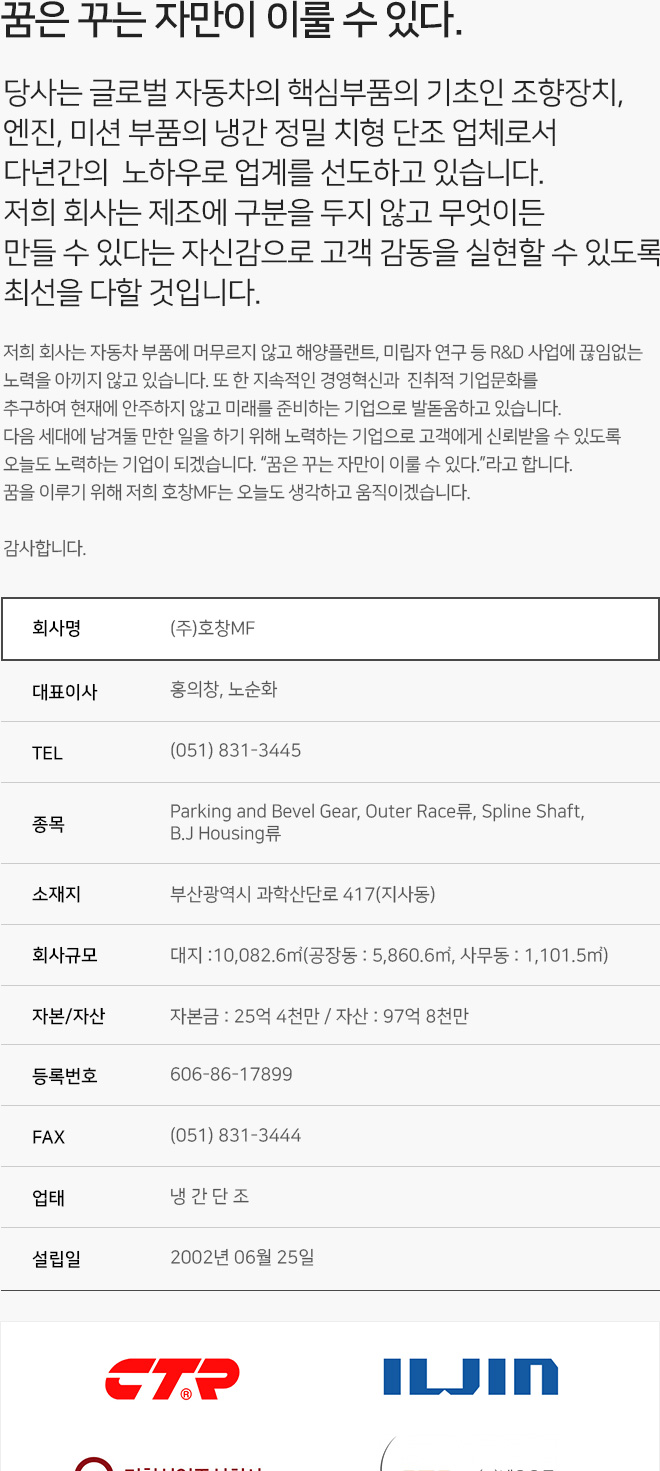 꿈은 꾸는 자만이 이룰 수 있다.
당사는 글로벌 자동차의 핵심부품의 기초인 조향장치,
엔진, 미션 부품의 냉간 정밀 치형 단조 업체로서
다년간의 노하우로 업계를 선도하고 있습니다.
저희 회사는 제조에 구분을 두지 않고 무엇이든
만들 수 있다는 자신감으로 고객 감동을 실현할 수 있도록
최선을 다할 것입니다.
저희 회사는 자동차 부품에 머무르지 않고 해양플랜트, 미립자 연구 등 R&D 사업에 끊임없는
노력을 아끼지 않고 있습니다. 또 한 지속적인 경영혁신과 진취적 기업문화를
추구하여 현재에 안주하지 않고 미래를 준비하는 기업으로 발돋움하고 있습니다.
다음 세대에 남겨둘 만한 일을 하기 위해 노력하는 기업으로 고객에게 신뢰받을 수 있도록
오늘도 노력하는 기업이 되겠습니다. “꿈은 꾸는 자만이 이룰 수 있다.”라고 합니다.
꿈을 이루기 위해 저희 호창MF는 오늘도 생각하고 움직이겠습니다.
감사합니다.
회사명 (주)호창MF
대표이사 홍의창, 노순화
TEL (051) 831-3445
종목 Parking and Bevel Gear, Outer Race류, Spline Shaft,
B.J Housing류
소재지 부산광역시 과학산단로 417(지사동)
회사규모 대지 :10,082.6㎡(공장동 : 5,860.6㎡, 사무동 : 1,101.5㎡)
자본/자산 자본금 : 25억 4천만 / 자산 : 97억 8천만
등록번호 606-86-17899
FAX (051) 831-3444
업태 냉 간 단 조
설립일 2002년 06월 25일
CTR® ILJIN